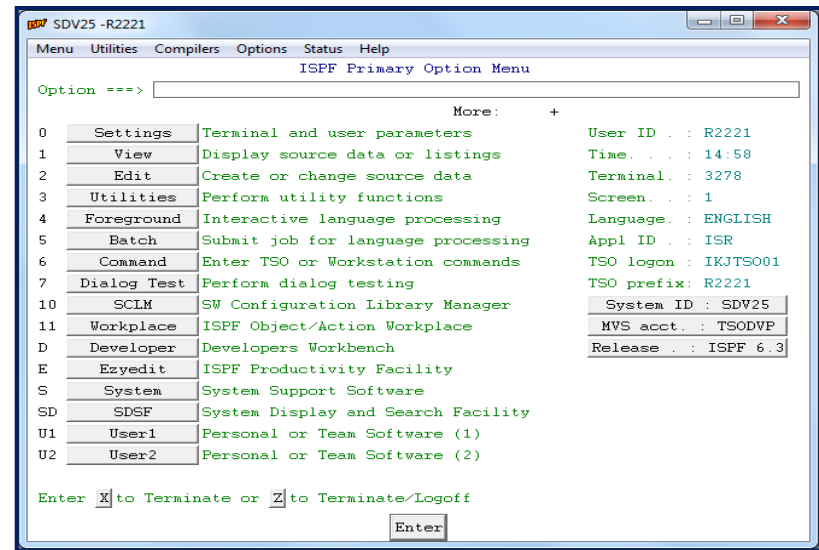 ISPF SDV25 -R2221
Menu Utilities Compilers Options Status Help
ISPF Primary Option Menu
Option ===>
More: +
0 Settings Terminal and user parameters User ID . : R2221
1 View Display source data or listings Time. . . : 14:58
2 Edit Create or change source data Terminal. : 3278
3 Utilities Perform utility functions Screen. . : 1
4 Foreground Interactive language processing Language. : ENGLISH
5 Batch Submit job for language processing Appl ID . : ISR
6 Command Enter TSO or Workstation commands TSO logon : IKJTSO01
7 Dialog Test Perform dialog testing TSO prefix: R2221
10 SCLM SW Configuration Library Manager System ID : SDV25
11 Workplace ISPF Object/Action Workplace MVS acct. : TSODVP
D Developer Developers Workbench Release . : ISPF 6.3
E Ezyedit ISPF Productivity Facility
S System System Support Software
SD SDSF System Display and Search Facility
U1 User1 Personal or Team Software (1)
U2 User2 Personal or Team Software (2)
Enter X to Terminate or Z to Terminate/Logoff
Enter